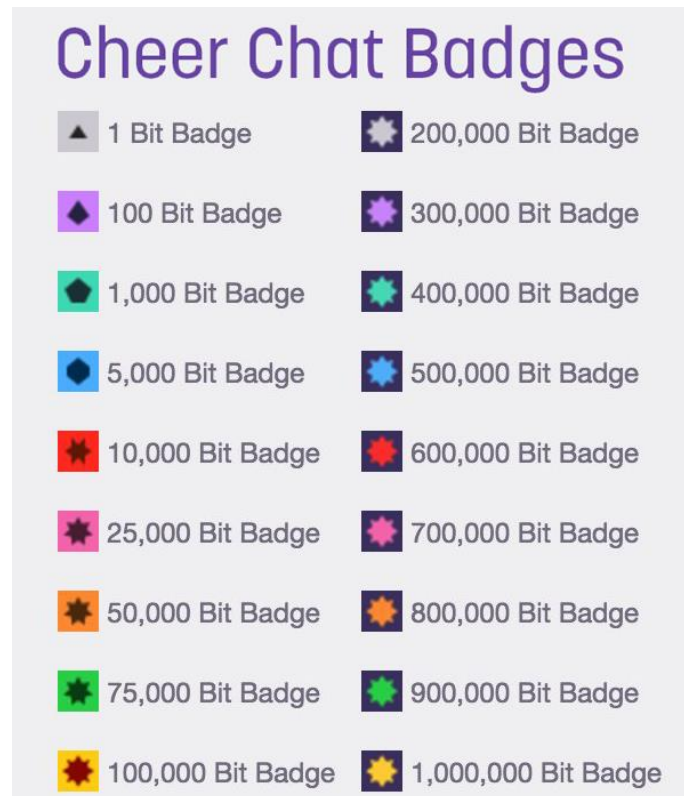 Cheer Chat Badges
1 Bit Badge
100 Bit Badge
1,000 Bit Badge
5,000 Bit Badge
10,000 Bit Badge
25,000 Bit Badge
50,000 Bit Badge
75,000 Bit Badge
100,000 Bit Badge
200,000 Bit Badge
300,000 Bit Badge
400,000 Bit Badge
500,000 Bit Badge
600,000 Bit Badge
700,000 Bit Badge
800,000 Bit Badge
900,000 Bit Badge
1,000,000 Bit Badge